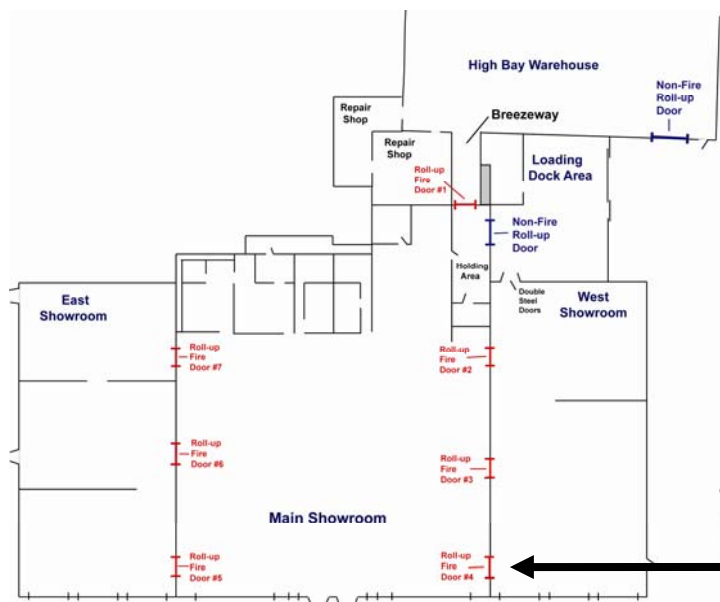 High Bay Warehouse
Non-Fire
Roll-up
Door
Repair
Shop
Breezeway
Repair
Shop
Loading
Dock Area
Roll-up
Fire
Door #1
Non-Fire
Roll-up
Door
Holding
Area
East
Showroom
Double
Steel
Doors
West
Showroom
Roll-up
Fire
Door #7
Roll-up
Fire
Door #2
Roll-up
Fire
Door #6
Roll-up
Fire
Door #3
Main Showroom
Roll-up
Fire
Door #5
Roll-up
Fire
Door #4